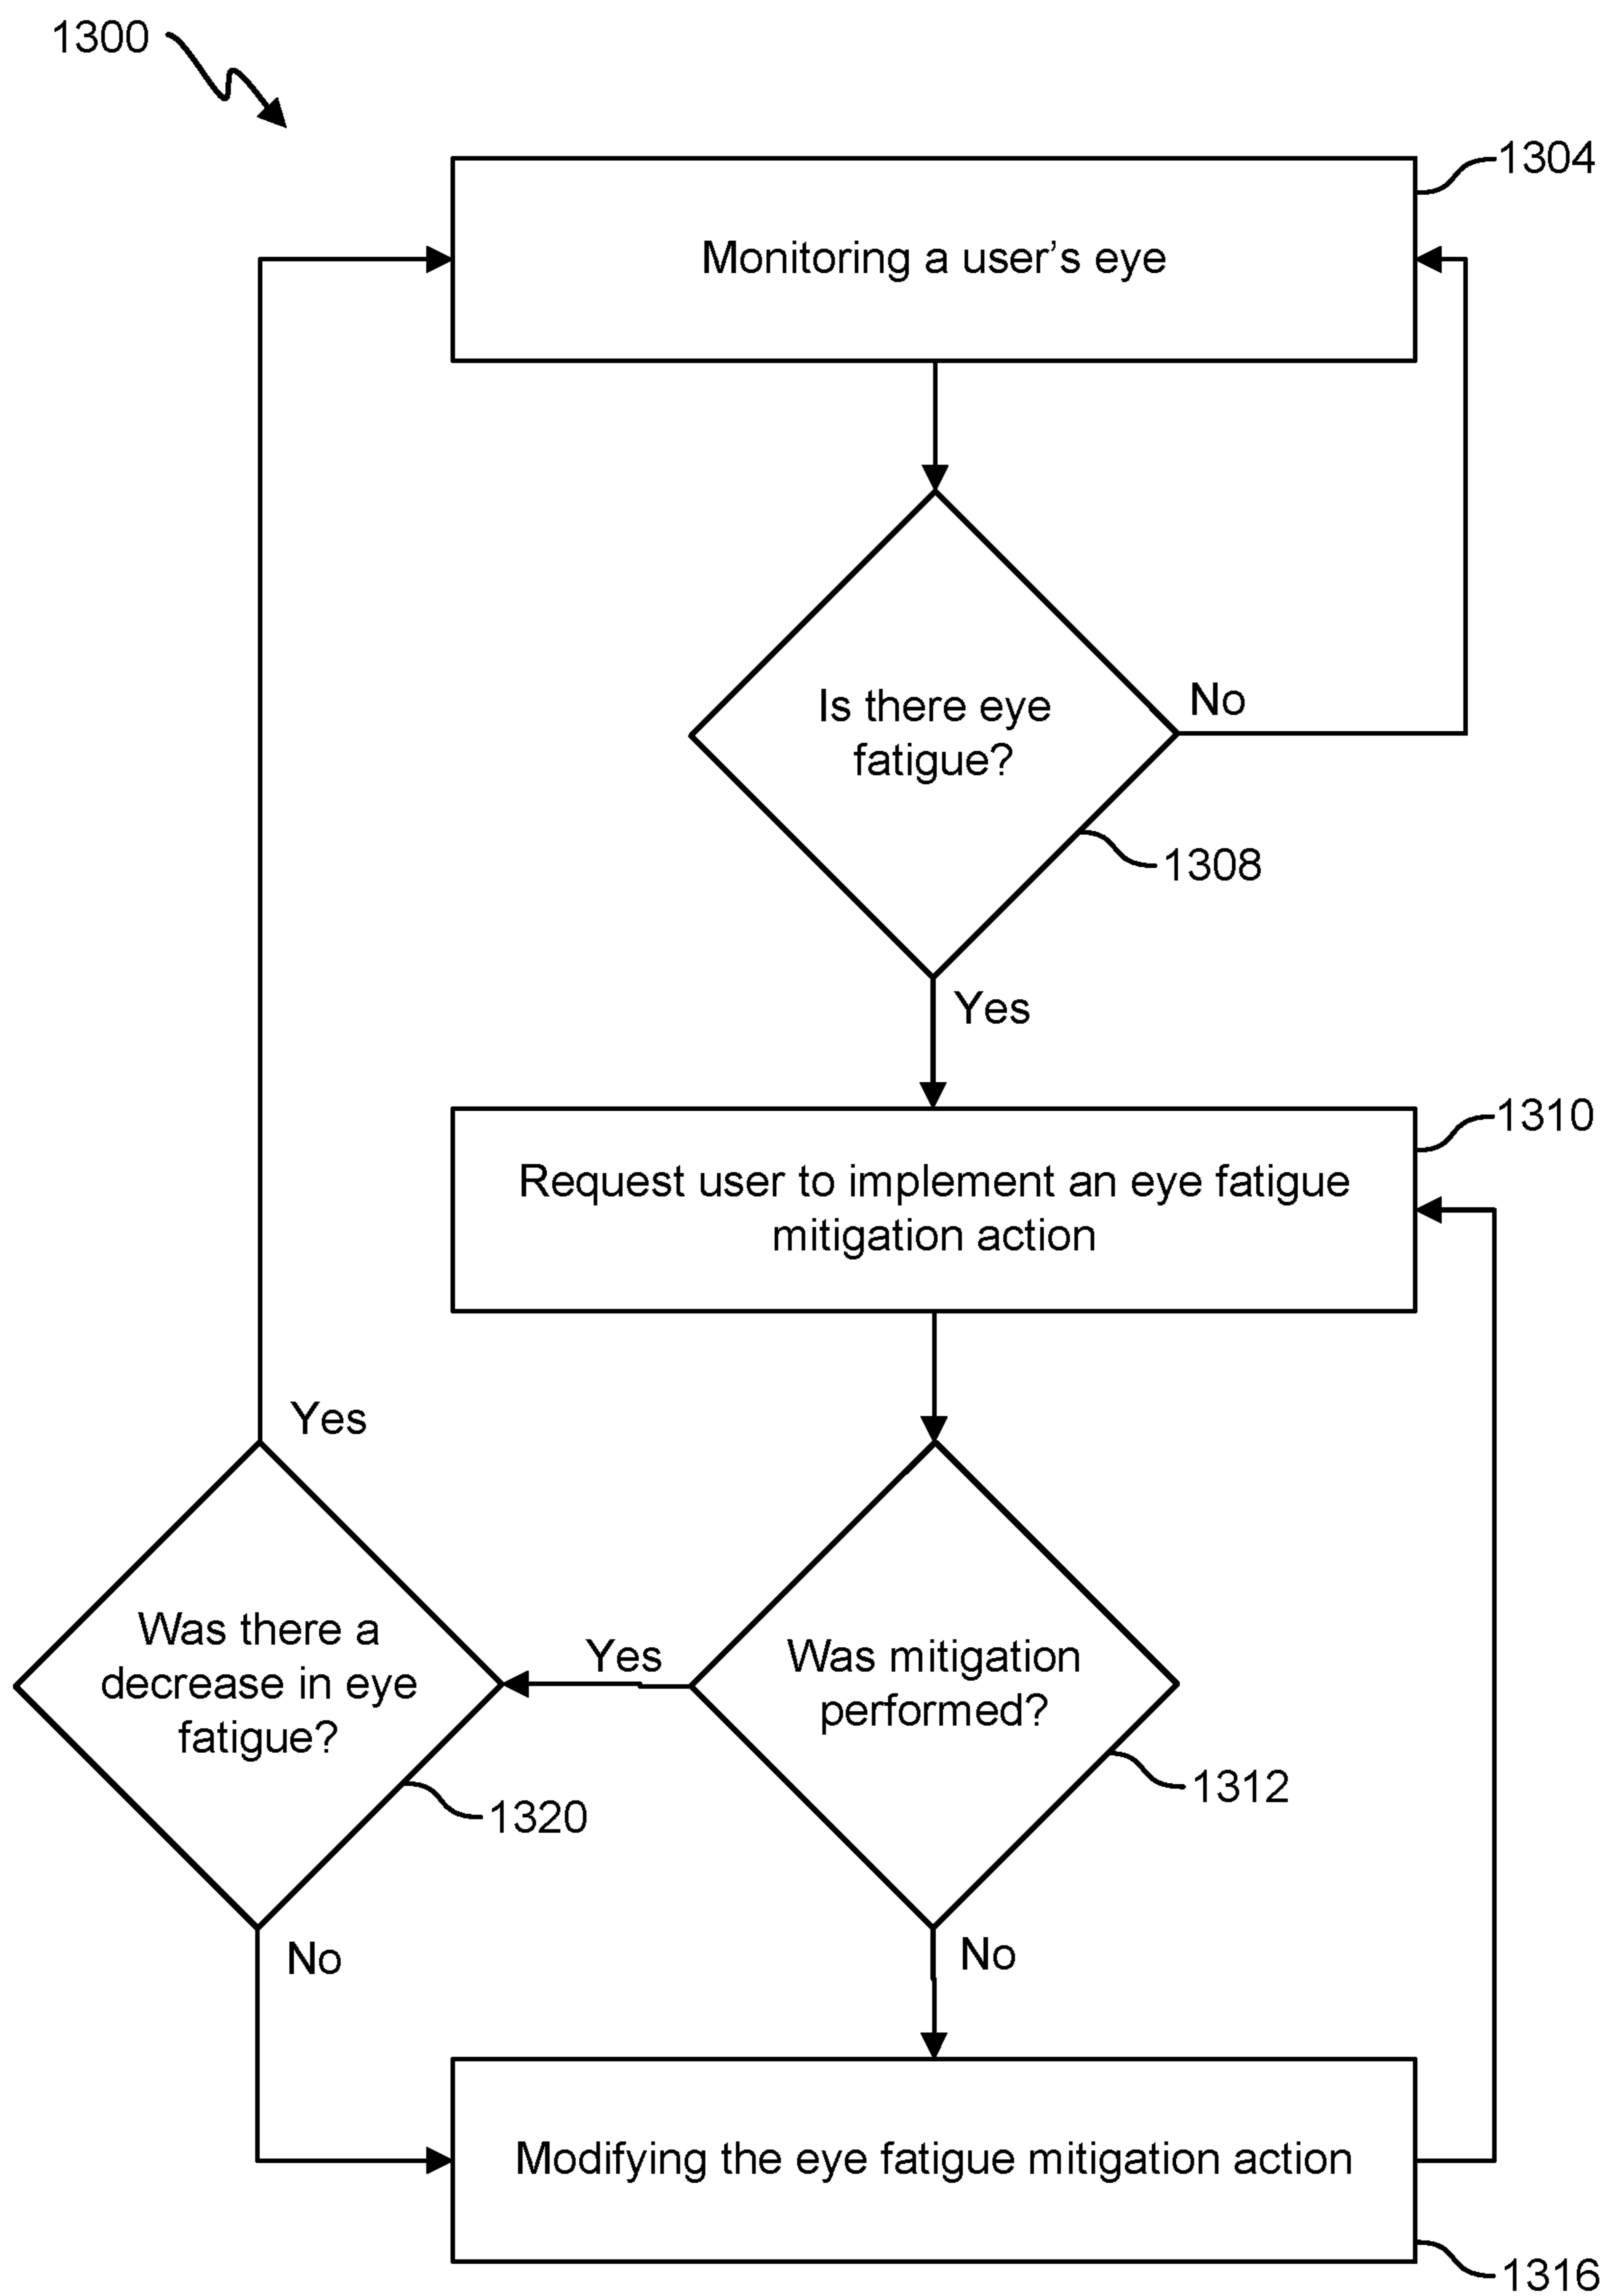 1300
1304
Monitoring a user’s eye
Is there eye
fatigue?
No
1308
Yes
1310
Request user to implement an eye fatigue
mitigation action
Yes
Was there a
decrease in eye
fatigue?
1320
Yes
Was mitigation
performed?
1312
No
No
Modifying the eye fatigue mitigation action
1316